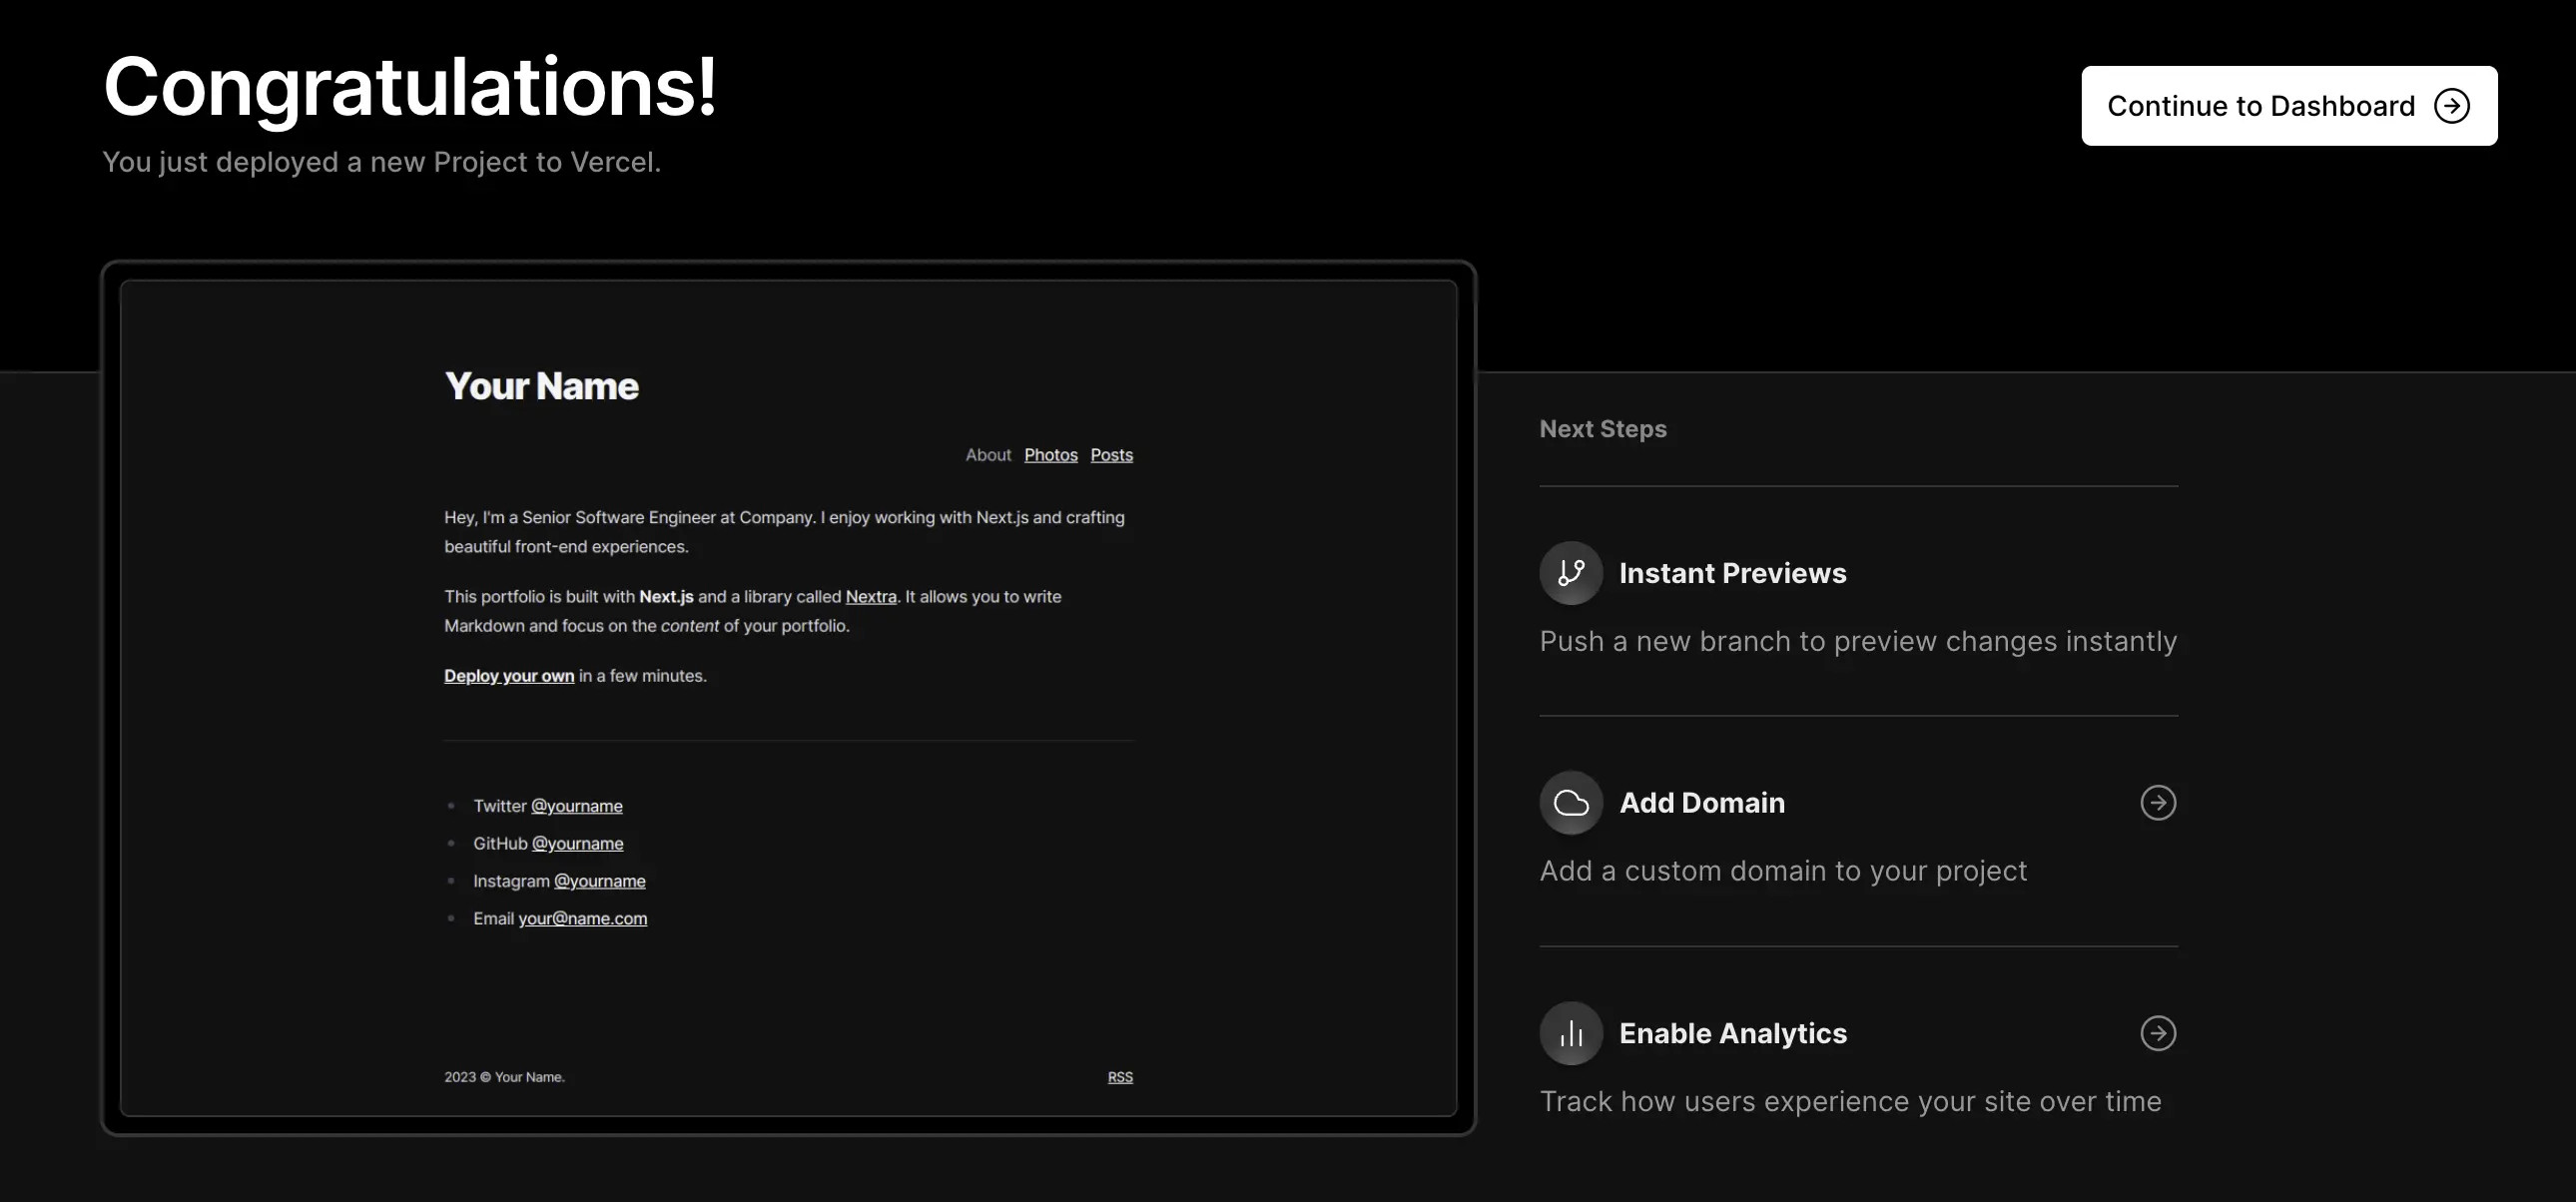 Congratulations!
You just deployed a new Project to Vercel.
Continue to Dashboard
Your Name
About Photos Posts
Hey, I'm a Senior Software Engineer at Company. I enjoy working with Next.js and crafting
beautiful front-end experiences.
This portfolio is built with Next.js and a library called Nextra. It allows you to write
Markdown and focus on the content of your portfolio.
Deploy your own in a few minutes.
Twitter @yourname
GitHub @yourname
Instagram @yourname
Email your@name.com
2023 © Your Name.
RSS
Next Steps
Instant Previews
Push a new branch to preview changes instantly
Add Domain
Add a custom domain to your project
Enable Analytics
Track how users experience your site over time